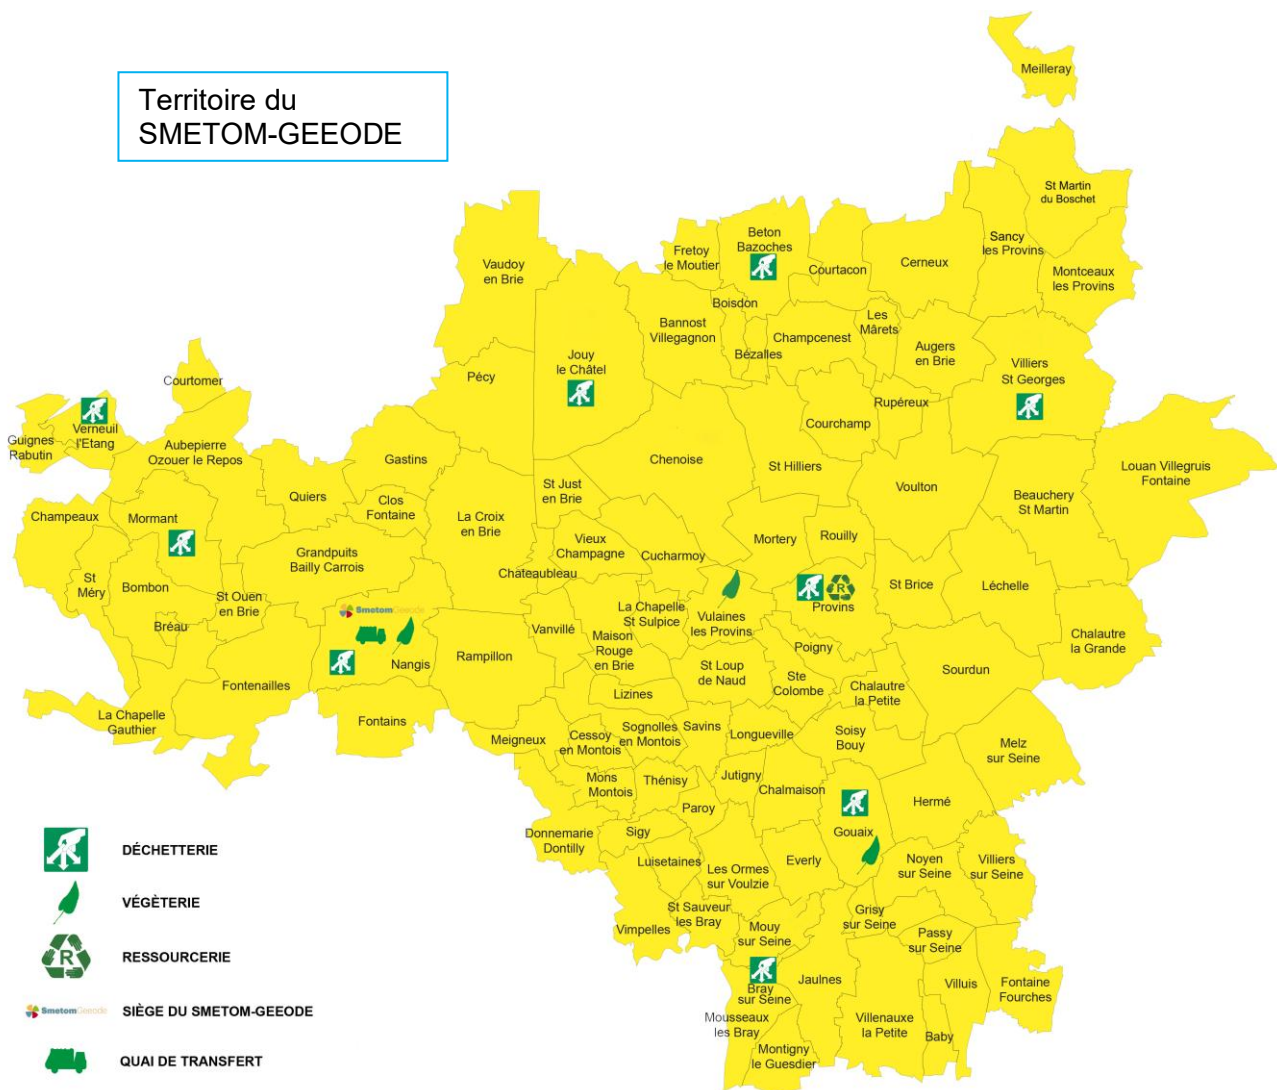 Territoire du
SMETOM-GEEODE
Meilleray
St Martin
du Boschet
Sancy
les Provins
Montceaux
les Provins
Beton
Bazoches
Fretoy
le Moutier
Courtacon
Cerneux
Vaudoy
en Brie
Boisdon
Bannost
Villegagnon
Bézalles
Champcenest
Les
Mârets
Augers
en Brie
Villiers
St Georges
Jouy
le Châtel
Pécy
Courtomer
Rupéreux
Courchamp
Guignes
Rabutin
Verneuil
l'Etang
Aubepierre
Ozouer le Repos
Gastins
Chenoise
St Hilliers
Louan Villegruis
Fontaine
Quiers
Clos
Fontaine
St Just
en Brie
Voulton
Beauchery
St Martin
Champeaux
Mormant
La Croix
en Brie
Vieux
Champagne
Cucharmoy
Mortery
Rouilly
Grandpuits
Bailly Carrois
Chateaubleau
St
Méry
Bombon
St Ouen
en Brie
St Brice
Léchelle
R
Provins
La Chapelle
St Sulpice
Vulaines
les Provins
SmetomGeeode
Bréau
Vanvillé
Maison
Rouge
en Brie
Poigny
Chalautre
la Grande
Nangis
Rampillon
St Loup
de Naud
Ste
Colombe
Sourdun
Fontenailles
Lizines
Chalautre
la Petite
La Chapelle
Gauthier
Fontains
Meigneux
Cessoy
en Montois
Sognolles
en Montois
Savins
Longueville
Soisy
Bouy
Melz
sur Seine
Mons
Montois
Thénisy
Jutigny
Chalmaison
Hermé
Paroy
Donnemarie
Dontilly
Sigy
Gouaix
Luisetaines
Les Ormes
sur Voulzie
Everly
Noyen
sur Seine
Villiers
sur Seine
St Sauveur
les Bray
Grisy
sur Seine
Vimpelles
Mouy
sur Seine
Passy
sur Seine
Bray
sur Seine
Jaulnes
Villuis
Fontaine
Fourches
Mousseaux
les Bray
Villenauxe
la Petite
Baby
Montigny
le Guesdier
DÉCHETTERIE
VÉGÈTERIE
R
RESSOURCERIE
SmetomGeeode
SIÈGE DU SMETOM-GEEODE
QUAI DE TRANSFERT